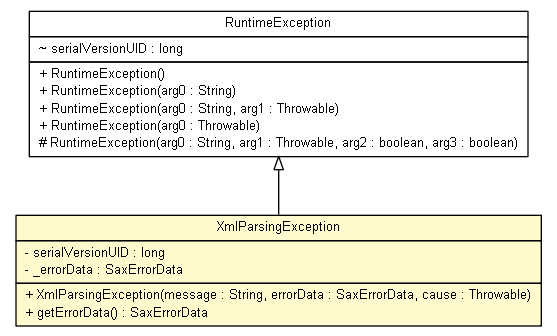 RuntimeException
~ serialVersionUID : long
+ RuntimeException()
+ RuntimeException(arg0 : String)
+ RuntimeException(arg0 : String, arg1 : Throwable)
+ RuntimeException(arg0 : Throwable)
# RuntimeException(arg0 : String, arg1 : Throwable, arg2 : boolean, arg3 : boolean)
XmlParsingException
- serialVersionUID : long
- _errorData : SaxErrorData
+ XmlParsingException(message : String, errorData : SaxErrorData, cause : Throwable)
+ getErrorData() : SaxErrorData